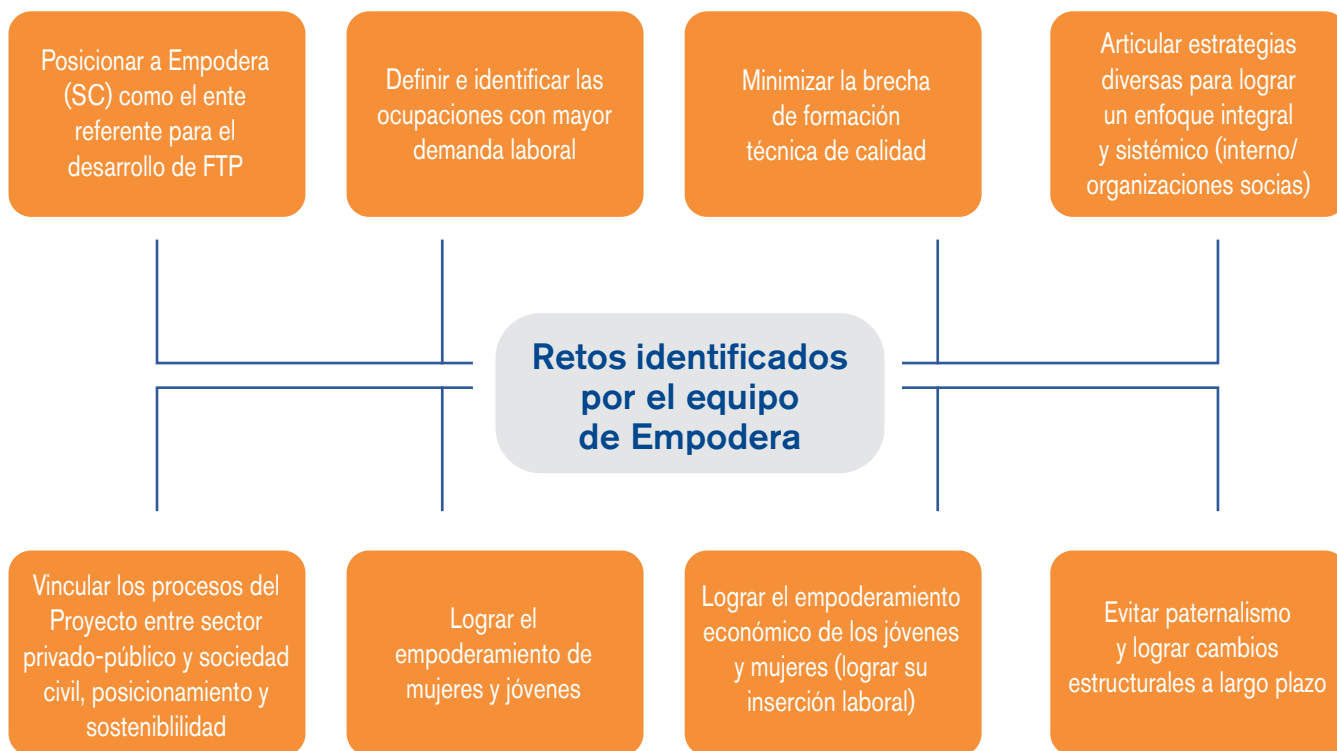 Posicionar a Empodera
(SC) como el ente
referente para el
desarrollo de FTP
Definir e identificar las
ocupaciones con mayor
demanda laboral
Minimizar la brecha
de formación
técnica de calidad
Articular estrategias
diversas para lograr
un enfoque integral
y sistémico (interno/
organizaciones socias)
Retos identificados
por el equipo
de Empodera
Vincular los procesos del
Proyecto entre sector
privado-público y sociedad
civil, posicionamiento y
sosteniblilidad
Lograr el
empoderamiento de
mujeres y jóvenes
Lograr el empoderamiento
económico de los jóvenes
y mujeres (lograr su
inserción laboral)
Evitar paternalismo
y lograr cambios
estructurales a largo plazo